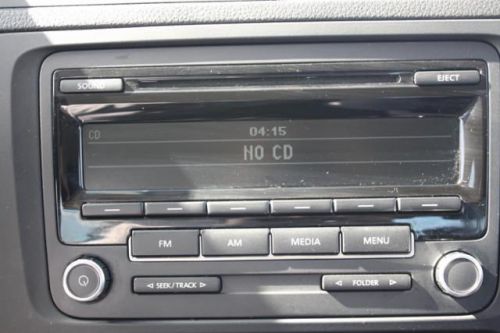 SOUND
EJECT
CD
04:15
NO CD
FM
AM
MEDIA
MENU
SEEK/TRACK
FOLDER